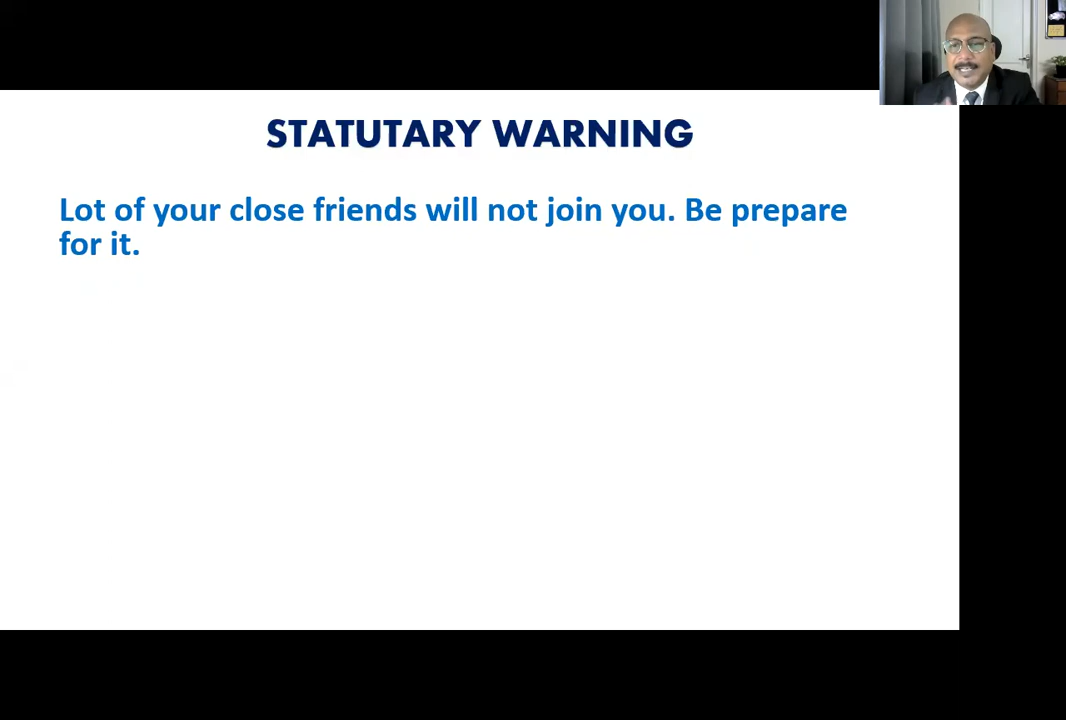 STATUTARY WARNING
Lot of your close friends will not join you. Be prepare
for it.